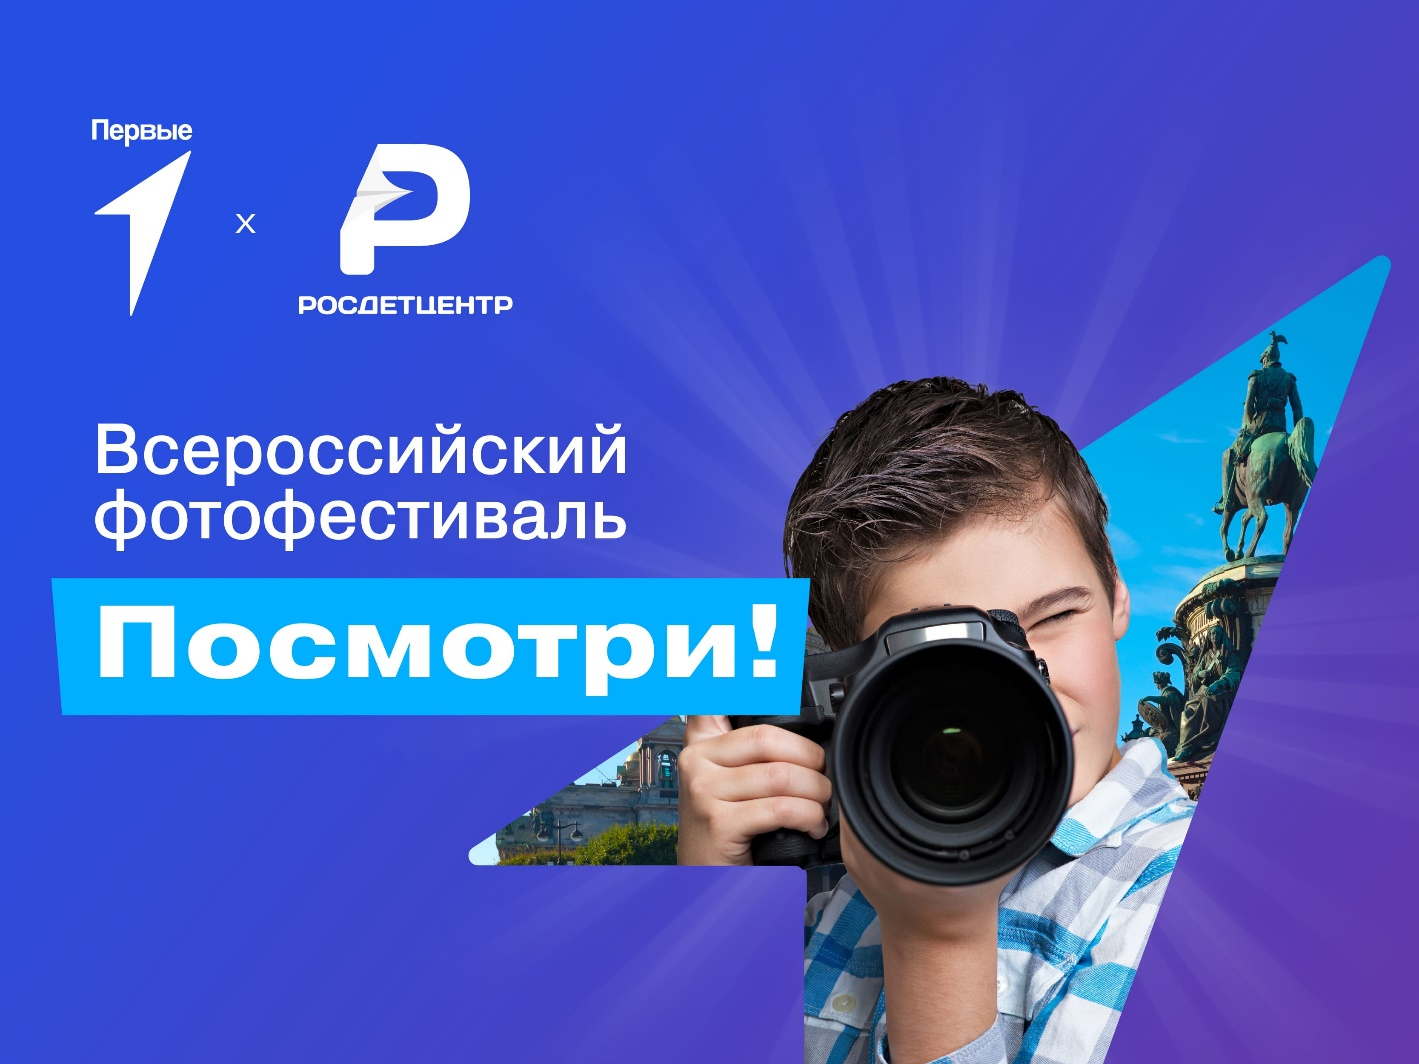 Первые
x
РОСДЕТЦЕНТР
Всероссийский
фотофестиваль
Посмотри!